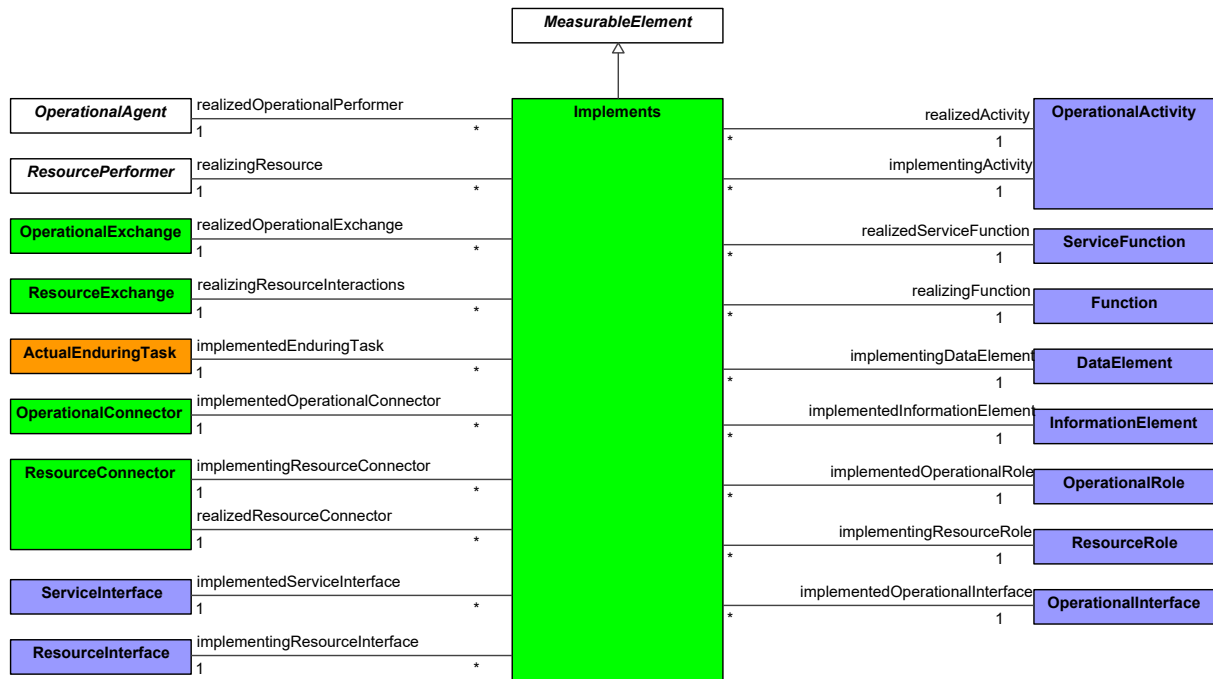 MeasurableElement
OperationalAgent
realizedOperationalPerformer
1
*
Implements
realizedActivity
*
1
OperationalActivity
ResourcePerformer
realizingResource
1
*
implementingActivity
*
1
OperationalExchange
realizedOperationalExchange
1
*
realizedServiceFunction
*
1
ServiceFunction
ResourceExchange
realizingResourceInteractions
1
*
realizingFunction
*
1
Function
ActualEnduringTask
implementedEnduringTask
1
*
implementingDataElement
*
1
DataElement
OperationalConnector
implementedOperationalConnector
1
*
implementedInformationElement
*
1
InformationElement
ResourceConnector
implementingResourceConnector
1
*
implementedOperationalRole
*
1
OperationalRole
realizedResourceConnector
1
*
implementingResourceRole
*
1
ResourceRole
ServiceInterface
implementedServiceInterface
1
*
implementedOperationalInterface
*
1
OperationalInterface
ResourceInterface
implementingResourceInterface
1
*